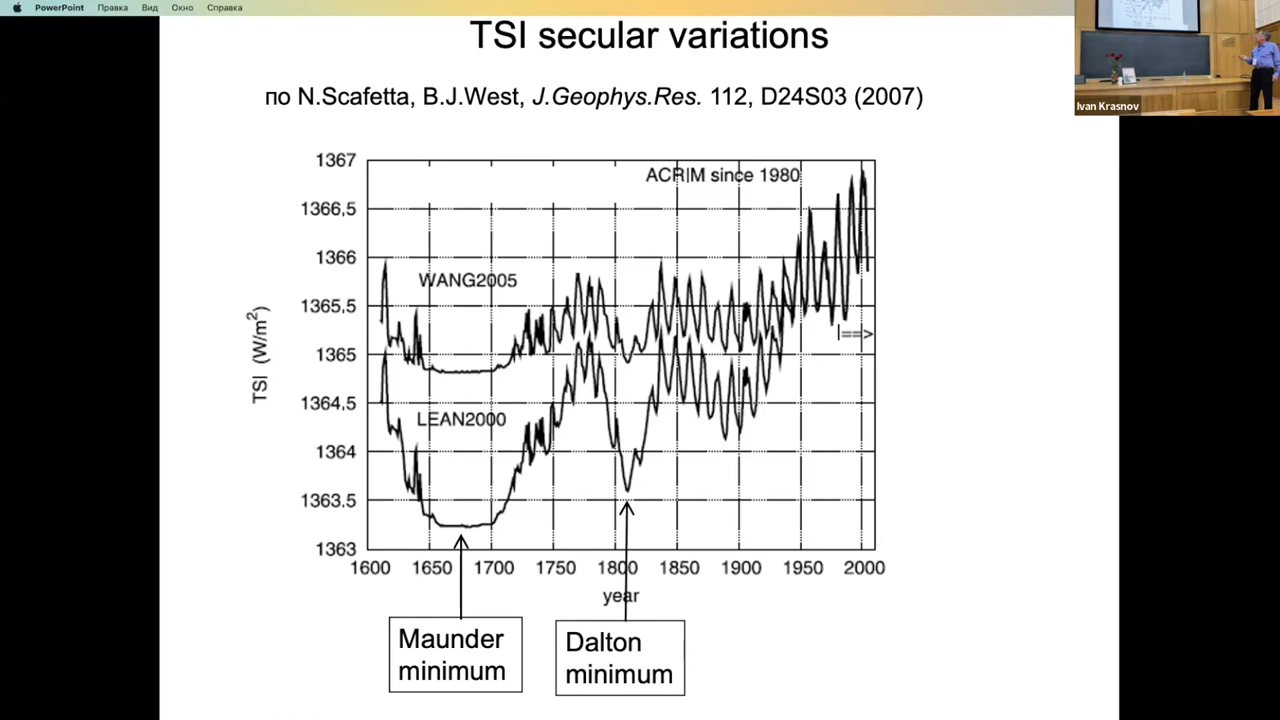 PowerPoint Правка Вид Окно Справка
TSI secular variations
по N.Scafetta, B.J.West, J.Geophys.Res. 112, D24S03 (2007)
Ivan Krasnov
1367
1366,5
1366
1365,5
1365
1364,5
1364
1363,5
1363
TSI (W/m²)
ACRIM since 1980
WANG2005
|==>
LEAN2000
1600 1650 1700 1750 1800 1850 1900 1950 2000
year
Maunder
minimum
Dalton
minimum